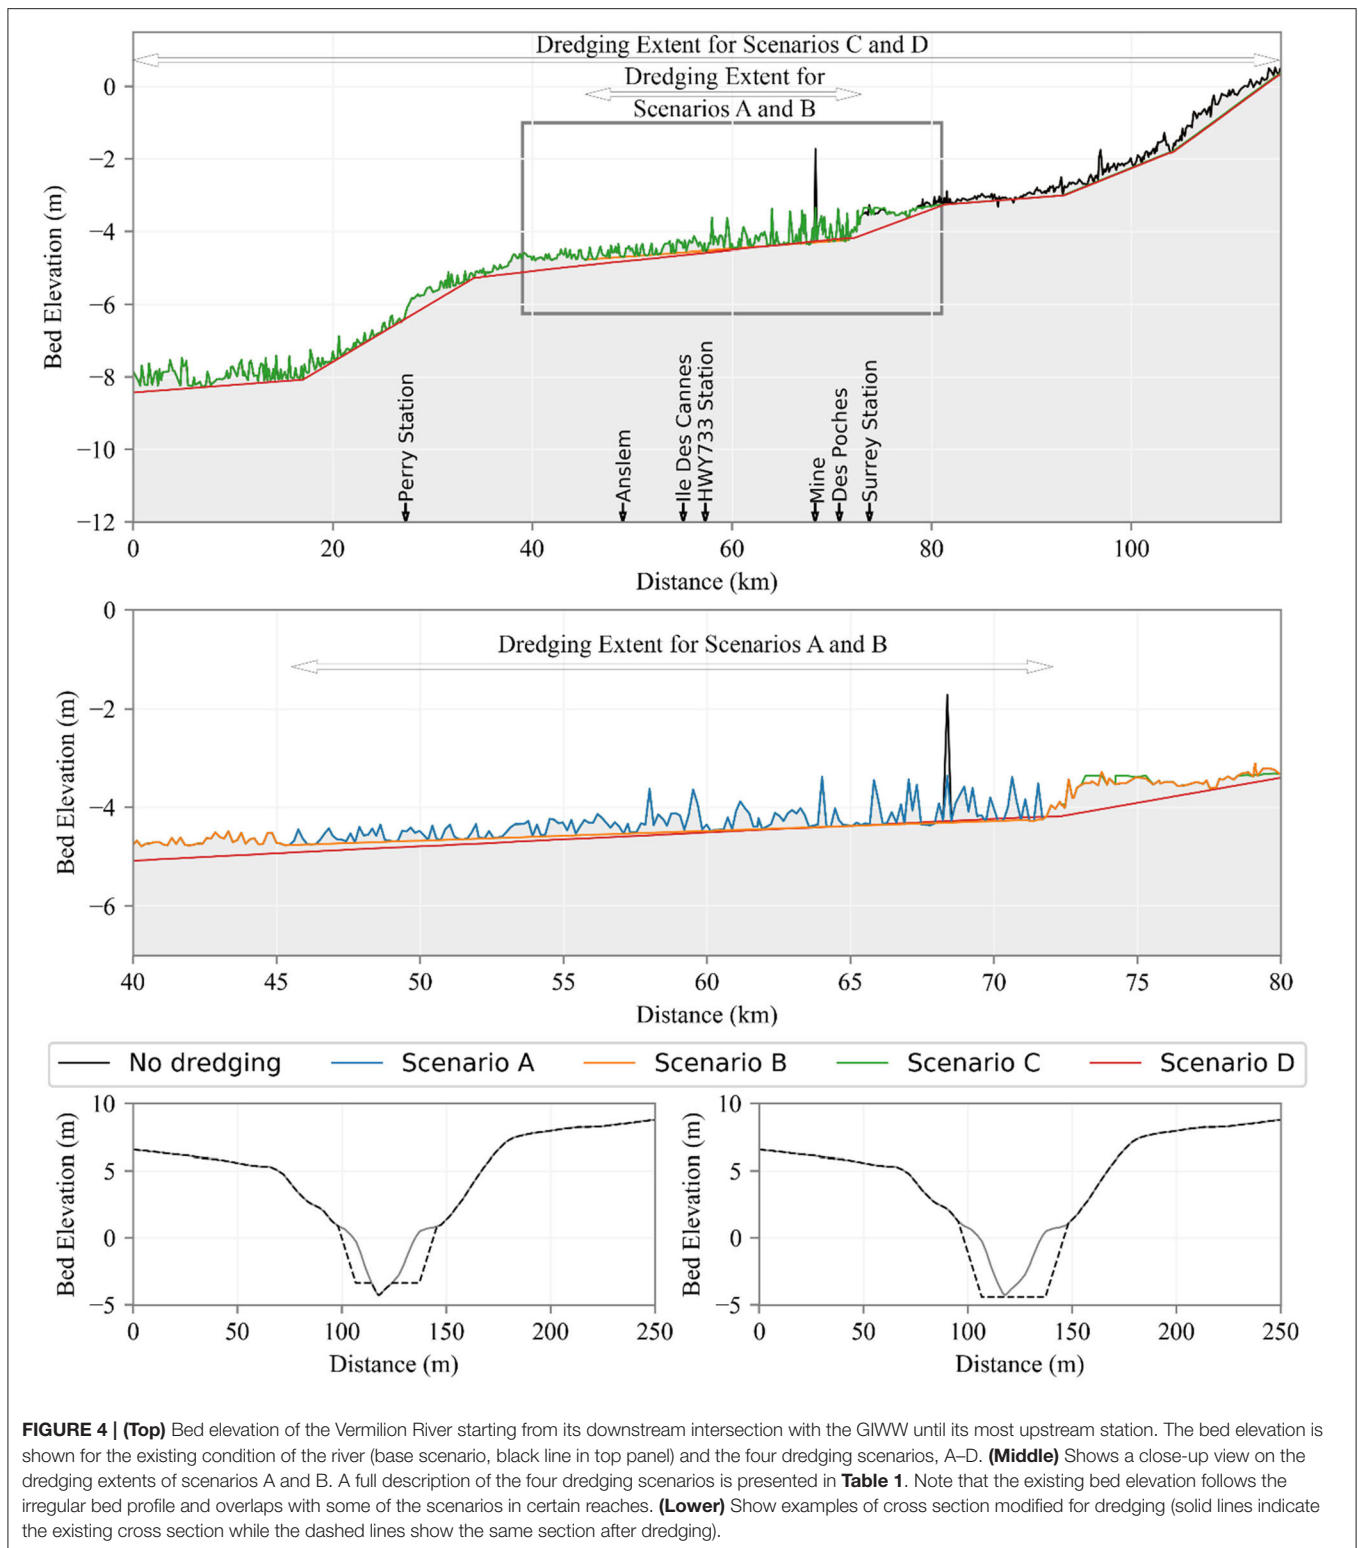 Dredging Extent for Scenarios C and D
Dredging Extent for
Scenarios A and B
0
−2
−4
−6
−8
−10
−12
Bed Elevation (m)
Perry Station
Anslem
Ile Des Cannes
HWY733 Station
Mine
Des Poches
Surrey Station
0 20 40 60 80 100
Distance (km)
Dredging Extent for Scenarios A and B
0
−2
−4
−6
Bed Elevation (m)
40 45 50 55 60 65 70 75 80
Distance (km)
No dredging Scenario A Scenario B Scenario C Scenario D
10
5
0
−5
Bed Elevation (m)
0 50 100 150 200 250
Distance (m)
10
5
0
−5
Bed Elevation (m)
0 50 100 150 200 250
Distance (m)
FIGURE 4 | (Top) Bed elevation of the Vermilion River starting from its downstream intersection with the GIWW until its most upstream station. The bed elevation is
shown for the existing condition of the river (base scenario, black line in top panel) and the four dredging scenarios, A–D. (Middle) Shows a close-up view on the
dredging extents of scenarios A and B. A full description of the four dredging scenarios is presented in Table 1. Note that the existing bed elevation follows the
irregular bed profile and overlaps with some of the scenarios in certain reaches. (Lower) Show examples of cross section modified for dredging (solid lines indicate
the existing cross section while the dashed lines show the same section after dredging).